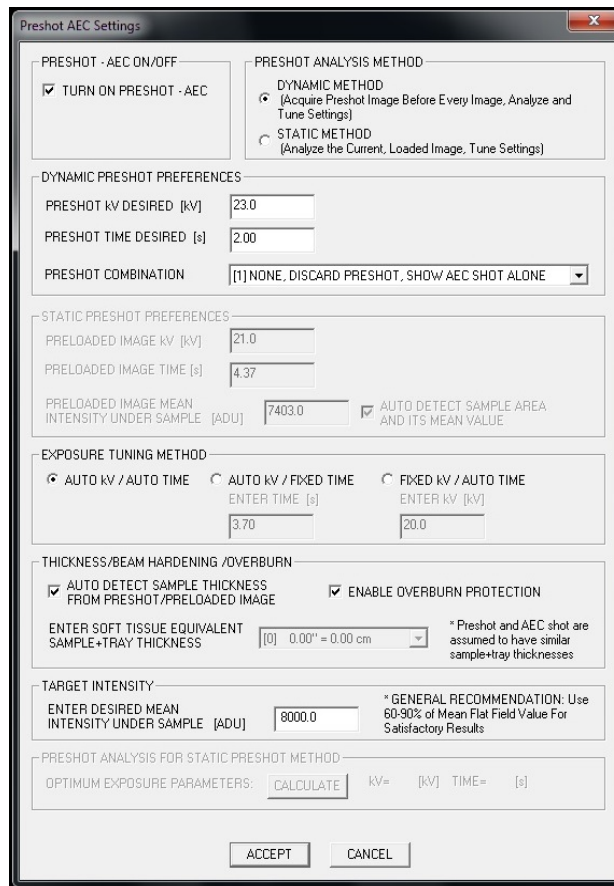 Preshot AEC Settings
PRESHOT - AEC ON/OFF
TURN ON PRESHOT - AEC
PRESHOT ANALYSIS METHOD
DYNAMIC METHOD
(Acquire Preshot Image Before Every Image, Analyze and
Tune Settings)
STATIC METHOD
(Analyze the Current, Loaded Image, Tune Settings)
DYNAMIC PRESHOT PREFERENCES
PRESHOT kV DESIRED [kV]
23.0
PRESHOT TIME DESIRED [s]
2.00
PRESHOT COMBINATION
[1] NONE, DISCARD PRESHOT, SHOW AEC SHOT ALONE
STATIC PRESHOT PREFERENCES
PRELOADED IMAGE kV [kV]
21.0
PRELOADED IMAGE TIME [s]
4.37
PRELOADED IMAGE MEAN
INTENSITY UNDER SAMPLE [ADU]
7403.0
AUTO DETECT SAMPLE AREA
AND ITS MEAN VALUE
EXPOSURE TUNING METHOD
AUTO kV / AUTO TIME
AUTO kV / FIXED TIME
ENTER TIME [s]
3.70
FIXED kV / AUTO TIME
ENTER kV [kV]
20.0
THICKNESS/BEAM HARDENING /OVERBURN
AUTO DETECT SAMPLE THICKNESS
FROM PRESHOT/PRELOADED IMAGE
ENABLE OVERBURN PROTECTION
ENTER SOFT TISSUE EQUIVALENT
SAMPLE+TRAY THICKNESS
[0] 0.00" = 0.00 cm
* Preshot and AEC shot are
assumed to have similar
sample+tray thicknesses
TARGET INTENSITY
ENTER DESIRED MEAN
INTENSITY UNDER SAMPLE [ADU]
8000.0
* GENERAL RECOMMENDATION: Use
60-90% of Mean Flat Field Value For
Satisfactory Results
PRESHOT ANALYSIS FOR STATIC PRESHOT METHOD
OPTIMUM EXPOSURE PARAMETERS:
CALCULATE
kV= [kV] TIME= [s]
ACCEPT
CANCEL